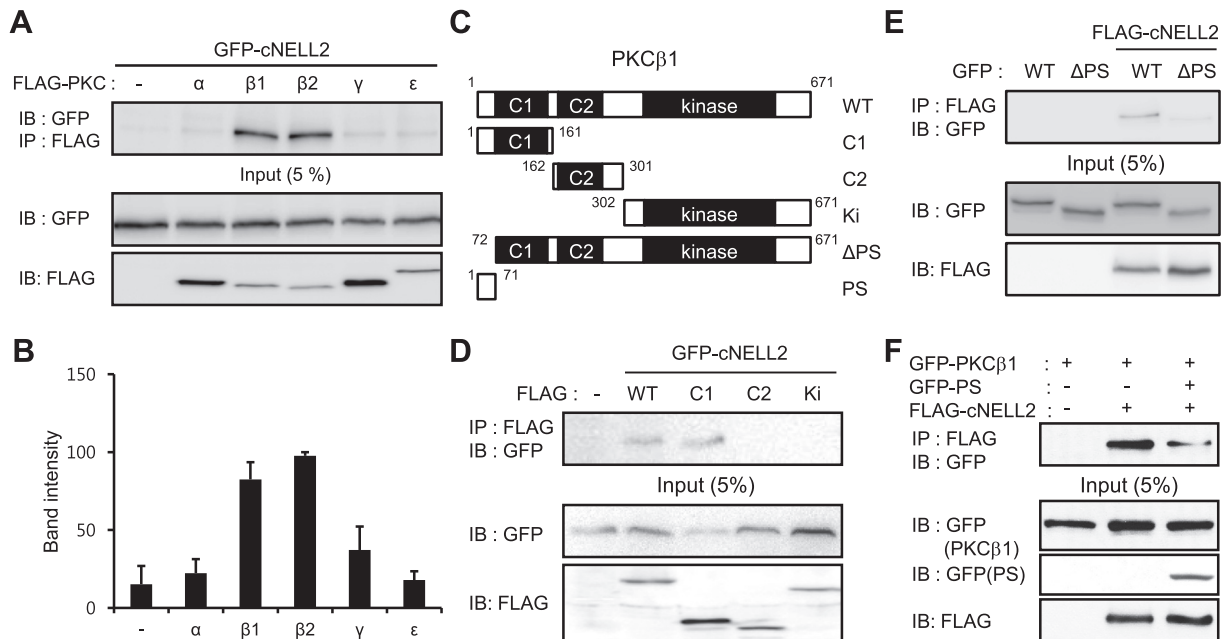 A
GFP-cNELL2
FLAG-PKC - α β1 β2 γ ε
IB : GFP
IP : FLAG
Input (5 %)
IB : GFP
IB: FLAG
B
Band intensity
150
100
50
0
- α β1 β2 γ ε
C
PKCβ1
1 671
C1 C2 kinase WT
1 161
C1
C1
162 301
C2
C2
302 671
kinase Ki
72 671
C1 C2 kinase ΔPS
1 71
PS
D
GFP-cNELL2
FLAG : - WT C1 C2 Ki
IP : FLAG
IB : GFP
Input (5%)
IB : GFP
IB: FLAG
E
FLAG-cNELL2
GFP : WT ΔPS WT ΔPS
IP : FLAG
IB : GFP
Input (5%)
IB : GFP
IB: FLAG
F
GFP-PKCβ1 : + + +
GFP-PS : - - +
FLAG-cNELL2 : - + +
IP : FLAG
IB : GFP
Input (5%)
IB : GFP
(PKCβ1)
IB : GFP(PS)
IB: FLAG